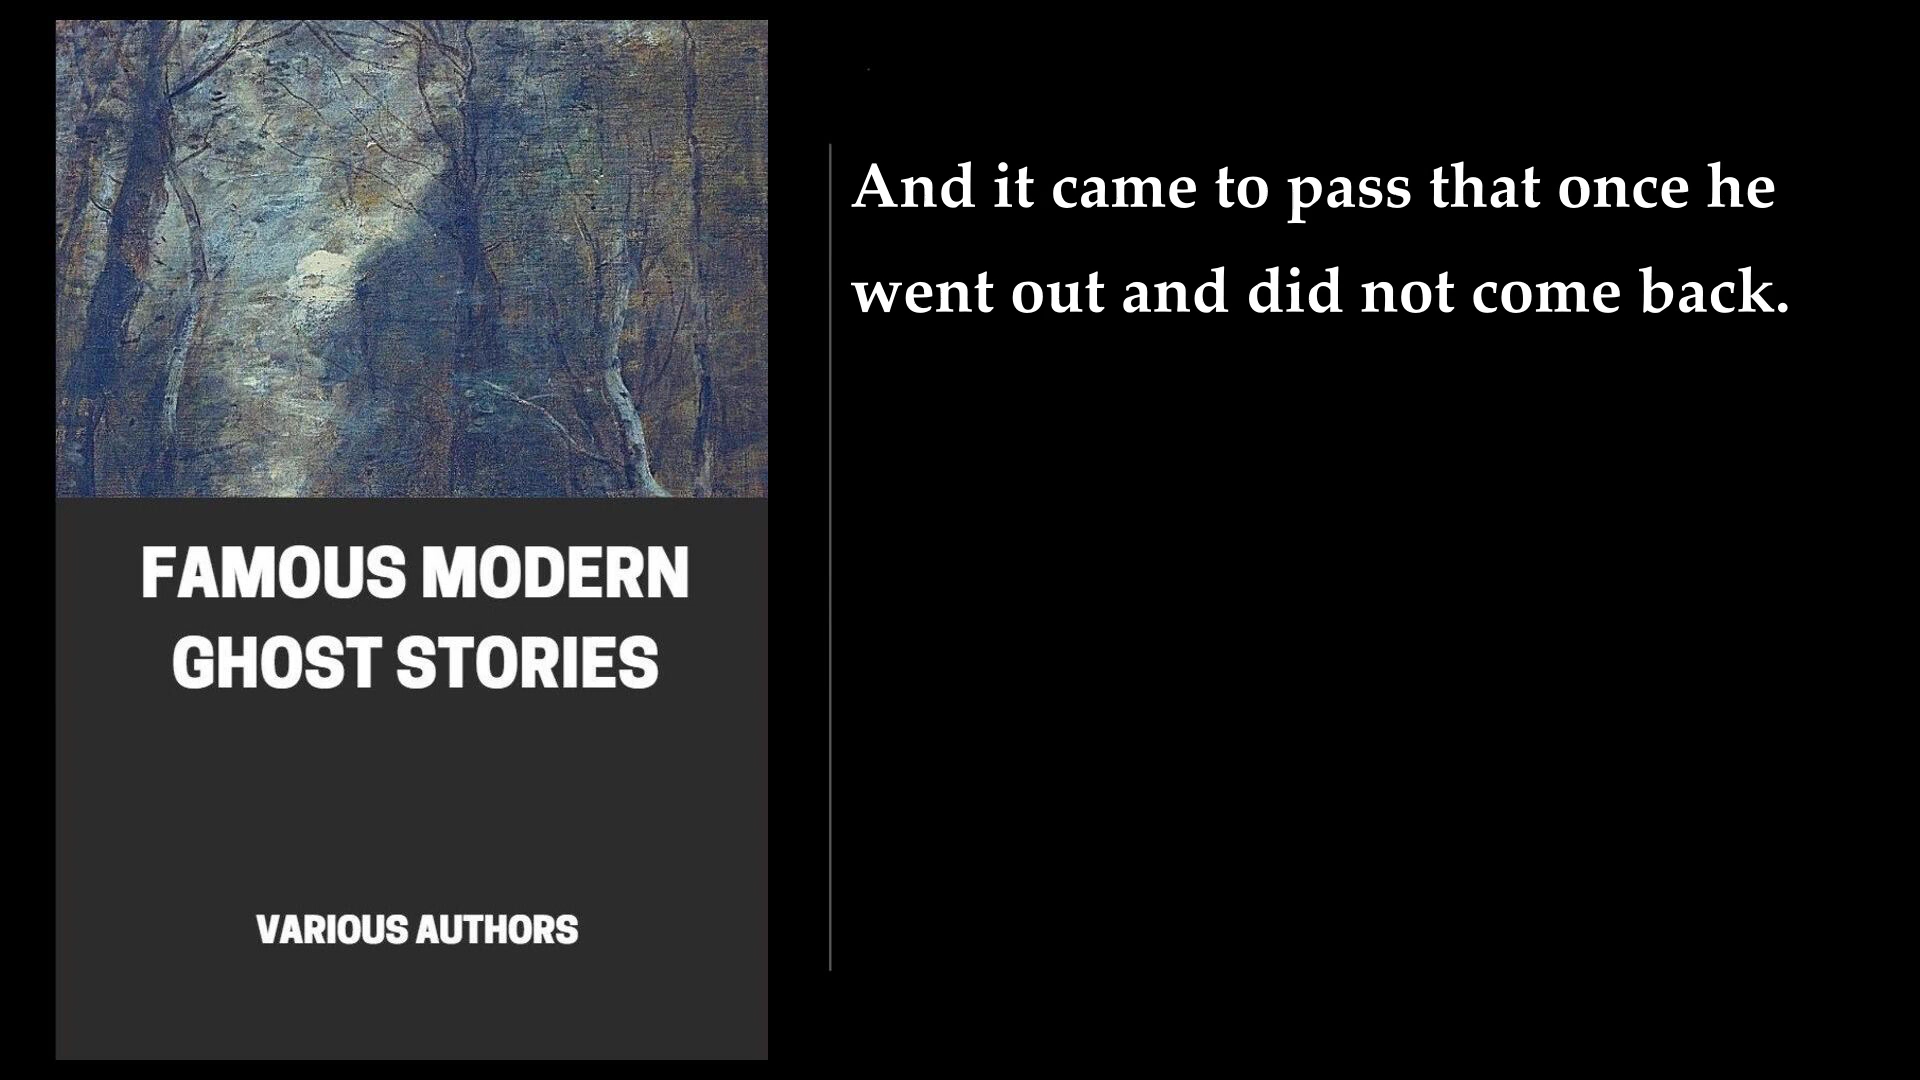 FAMOUS MODERN
GHOST STORIES
VARIOUS AUTHORS
And it came to pass that once he
went out and did not come back.